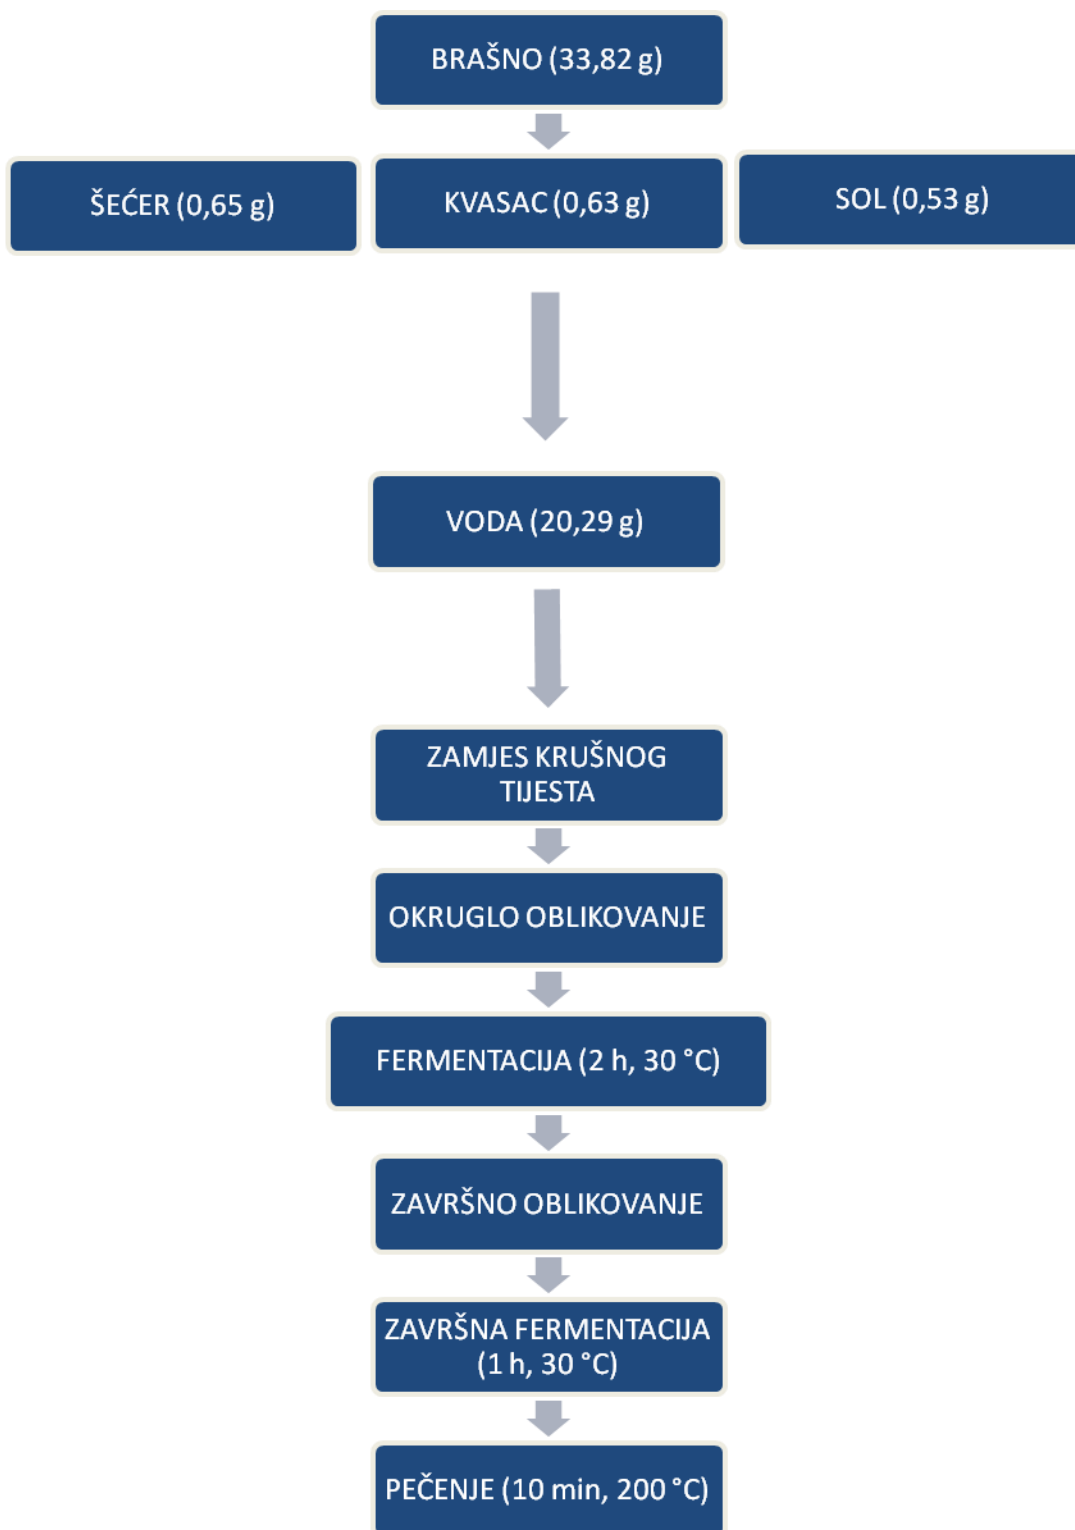 BRAŠNO (33,82 g)
ŠEĆER (0,65 g)
KVASAC (0,63 g)
SOL (0,53 g)
VODA (20,29 g)
ZAMJES KRUŠNOG
TIJESTA
OKRUGLO OBLIKOVANJE
FERMENTACIJA (2 h, 30 °C)
ZAVRŠNO OBLIKOVANJE
ZAVRŠNA FERMENTACIJA
(1 h, 30 °C)
PEČENJE (10 min, 200 °C)